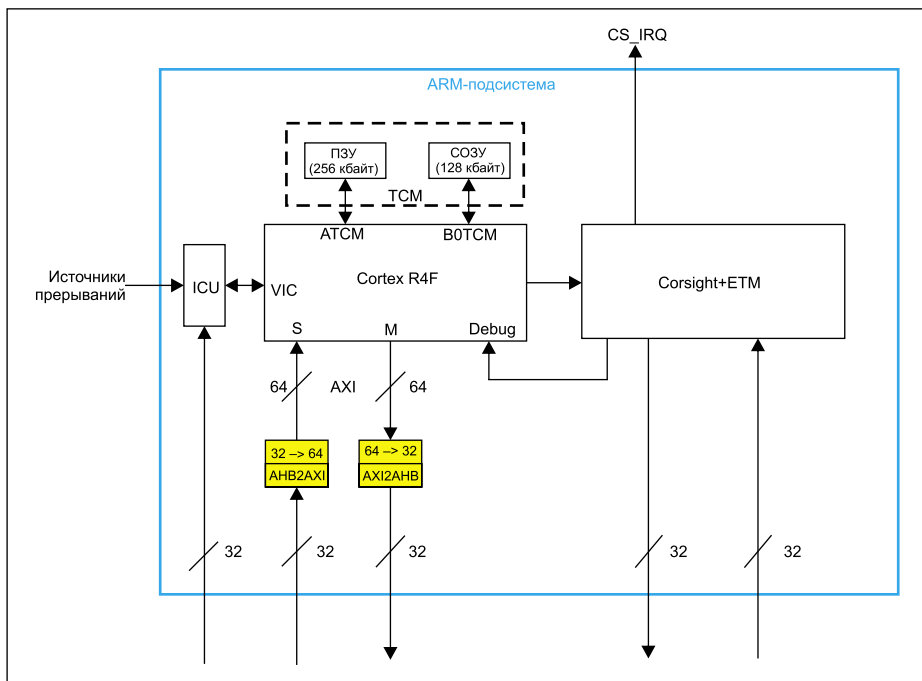 CS_IRQ
ARM-подсистема
ПЗУ
(256 кбайт)
СОЗУ
(128 кбайт)
TCM
ATCM
B0TCM
Источники
прерываний
ICU
VIC
Cortex R4F
Corsight+ETM
S
M
Debug
64
AXI
64
32 –> 64
AHB2AXI
64 –> 32
AXI2AHB
32
32
32
32
32